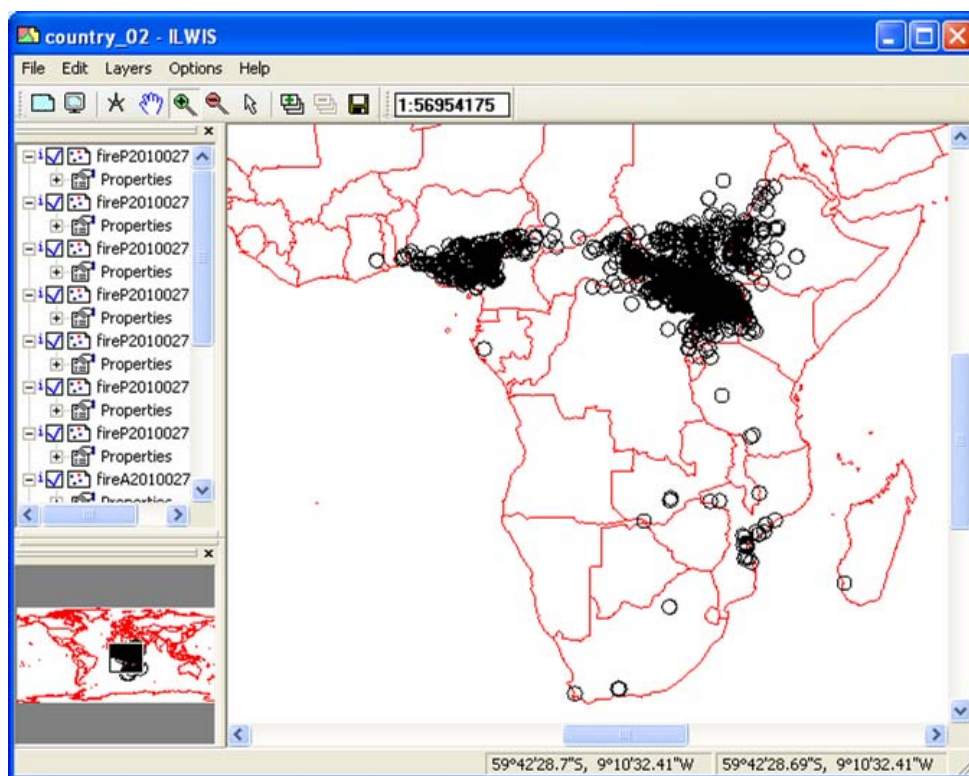 country_02 - ILWIS
File Edit Layers Options Help
1:56954175
fireP2010027
Properties
fireP2010027
Properties
fireP2010027
Properties
fireP2010027
Properties
fireP2010027
Properties
fireP2010027
Properties
fireP2010027
Properties
fireA2010027
Properties
59°42'28.7"S, 9°10'32.41"W 59°42'28.69"S, 9°10'32.41"W